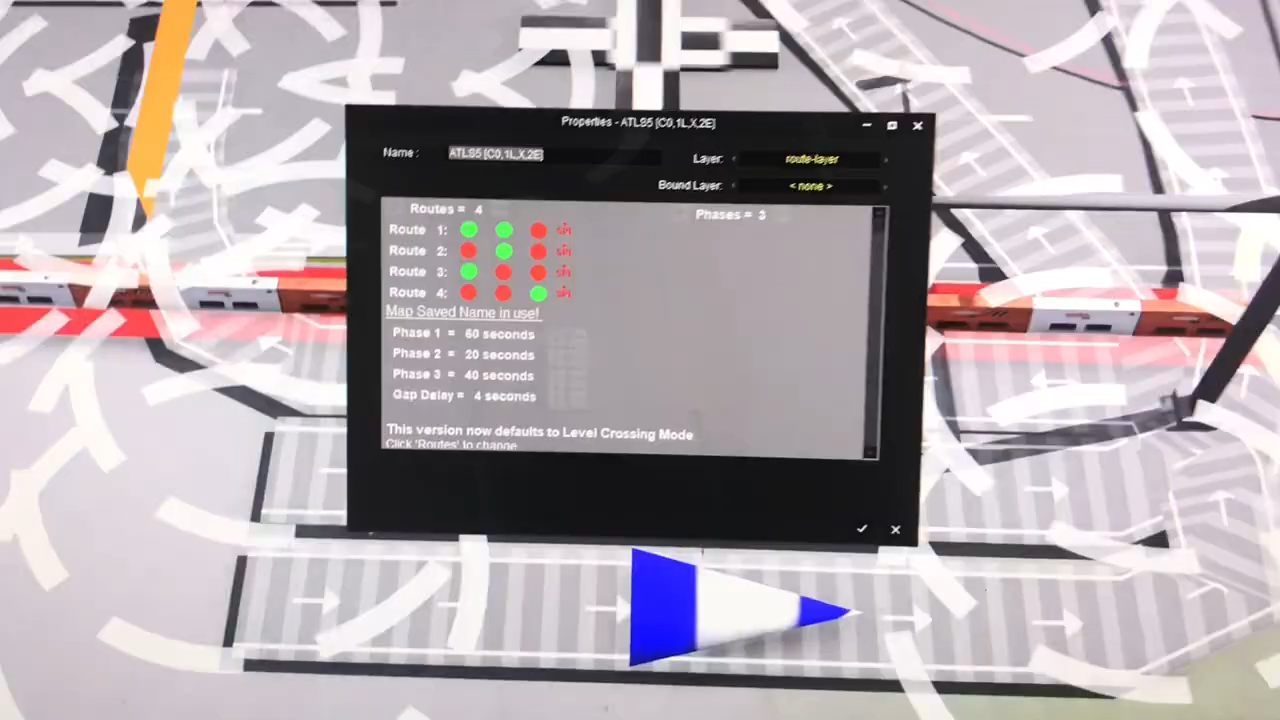 Properties - ATLS5 [C0,1L,X,2E]
Name : ATLS5 [C0,1L,X,2E]
Layer: route-layer
Bound Layer: < none >
Routes = 4
Phases = 3
Route 1:
Route 2:
Route 3:
Route 4:
Map Saved Name in use!
Phase 1 = 60 seconds
Phase 2 = 20 seconds
Phase 3 = 40 seconds
Gap Delay = 4 seconds
This version now defaults to Level Crossing Mode
Click 'Routes' to change